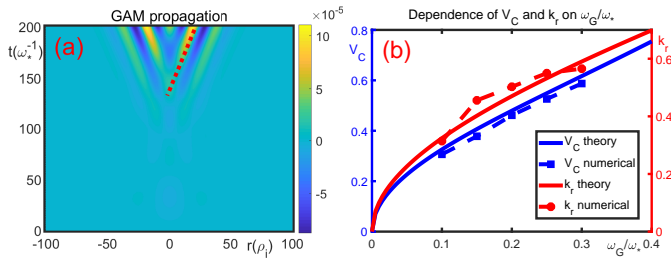 GAM propagation
(a)
t(ω*⁻¹)
200
150
100
50
0
-100
-50
0
50
100
r(ρᵢ)
×10⁻⁵
10
5
0
-5
Dependence of V_C and k_r on ω_G/ω*
(b)
V_C
0.8
0.6
0.4
0.2
0
k_r
0.6
0.4
0.2
0
0
0.1
0.2
0.3
0.4
ω_G/ω*
V_C theory
V_C numerical
k_r theory
k_r numerical